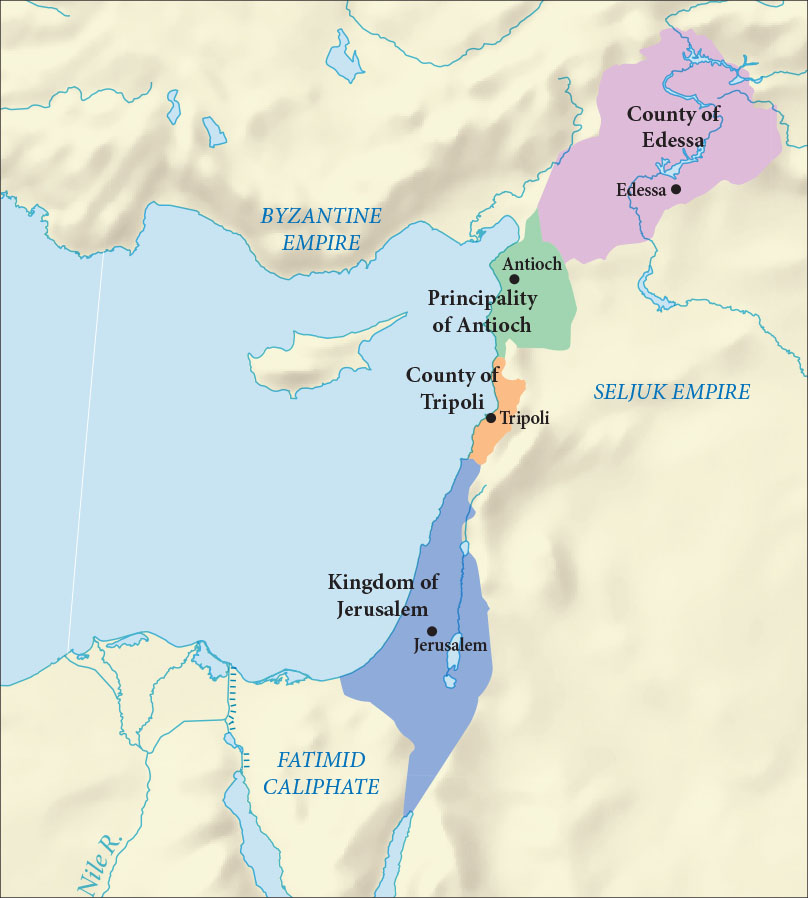 County of
Edessa
Edessa
BYZANTINE
EMPIRE
Antioch
Principality
of Antioch
County of
Tripoli
SELJUK EMPIRE
Tripoli
Kingdom of
Jerusalem
Jerusalem
FATIMID
CALIPHATE
Nile R.